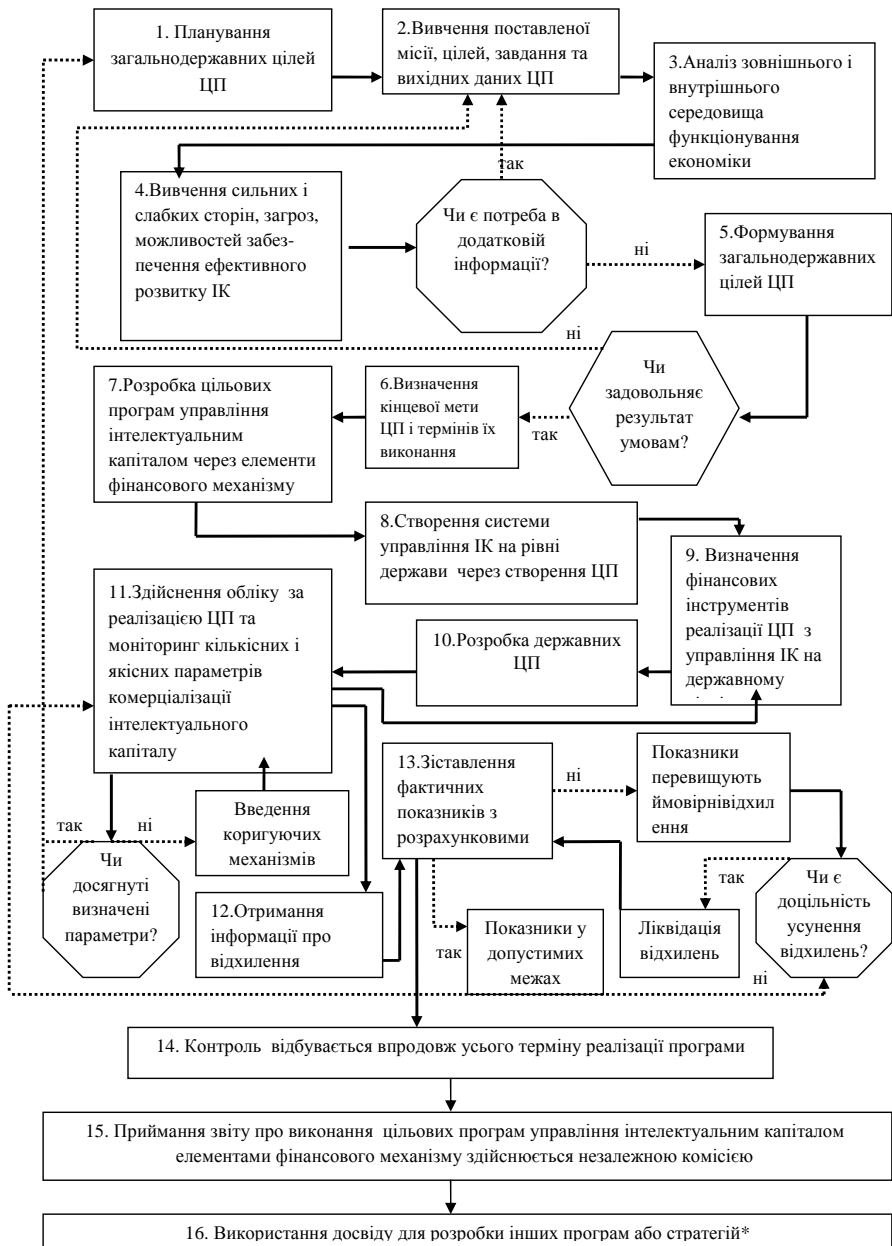 1. Планування
загальнодержавних цілей
ЦП
2.Вивчення поставленої
місії, цілей, завдання та
вихідних даних ЦП
3.Аналіз зовнішнього і
внутрішнього
середовища
функціонування
економіки
4.Вивчення сильних і
слабких сторін, загроз,
можливостей забез-
печення ефективного
розвитку ІК
так
Чи є потреба в
додатковій
інформації?
ні
5.Формування
загальнодержавних
цілей ЦП
ні
Чи
задовольняє
результат
умовам?
так
6.Визначення
кінцевої мети
ЦП і термінів їх
виконання
7.Розробка цільових
програм управління
інтелектуальним
капіталом через елементи
фінансового механізму
8.Створення системи
управління ІК на рівні
держави через створення ЦП
9. Визначення
фінансових
інструментів
реалізації ЦП з
управління ІК на
державному
10.Розробка державних
ЦП
11.Здійснення обліку за
реалізацією ЦП та
моніторинг кількісних і
якісних параметрів
комерціалізації
інтелектуального
капіталу
13.Зіставлення
фактичних
показників з
розрахунковими
ні
Показники
перевищують
ймовірнівідхил
ення
так
ні
Введення
коригуючих
механізмів
Чи
досягнуті
визначені
параметри?
12.Отримання
інформації про
відхилення
так
Показники у
допустимих
межах
Ліквідація
відхилень
так
Чи є
доцільність
усунення
відхилень?
ні
14. Контроль відбувається впродовж усього терміну реалізації програми
15. Приймання звіту про виконання цільових програм управління інтелектуальним капіталом
елементами фінансового механізму здійснюється незалежною комісією
16. Використання досвіду для розробки інших програм або стратегій*